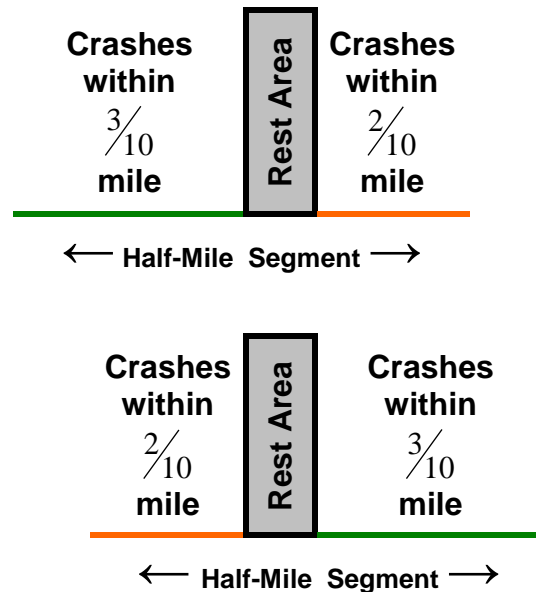 Crashes
within
3/10
mile
Rest Area
Crashes
within
2/10
mile
← Half-Mile Segment →
Crashes
within
2/10
mile
Rest Area
Crashes
within
3/10
mile
← Half-Mile Segment →